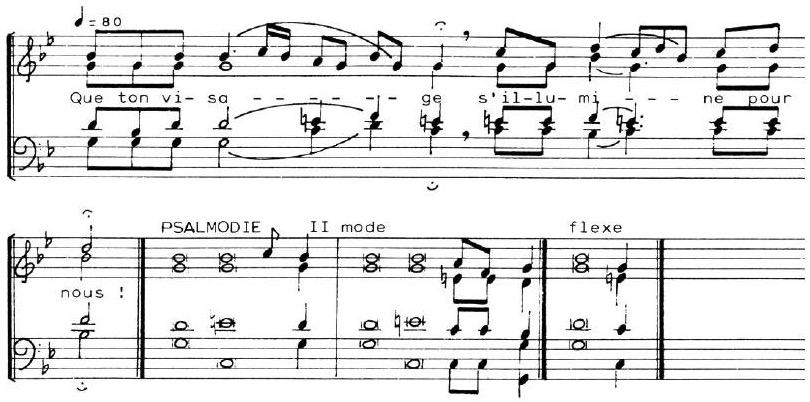 ♩=80
Que ton vi- sa - - - - - - ge s'il-lu- mi - - - ne pour
PSALMODIE II mode flexe
nous !